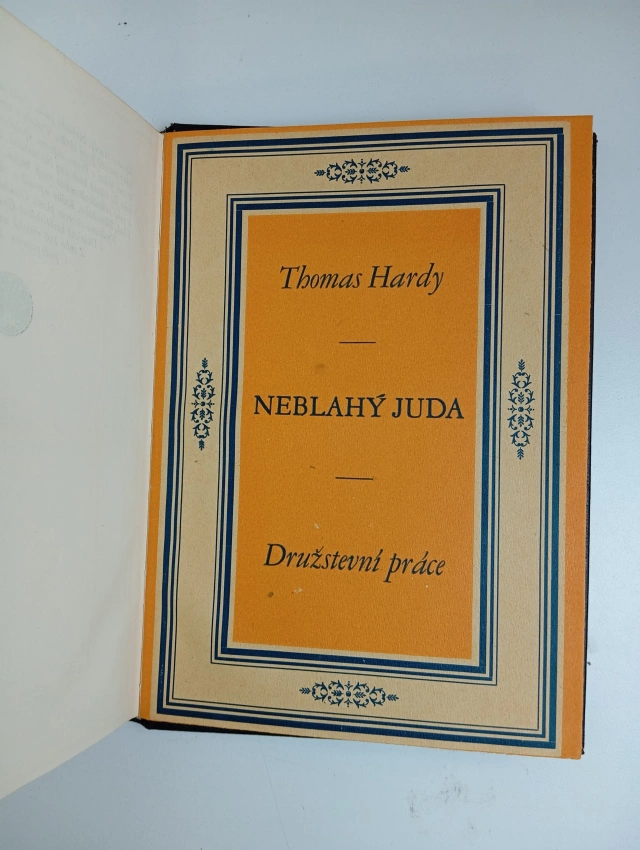 Thomas Hardy
NEBLAHÝ JUDA
Družstevní práce